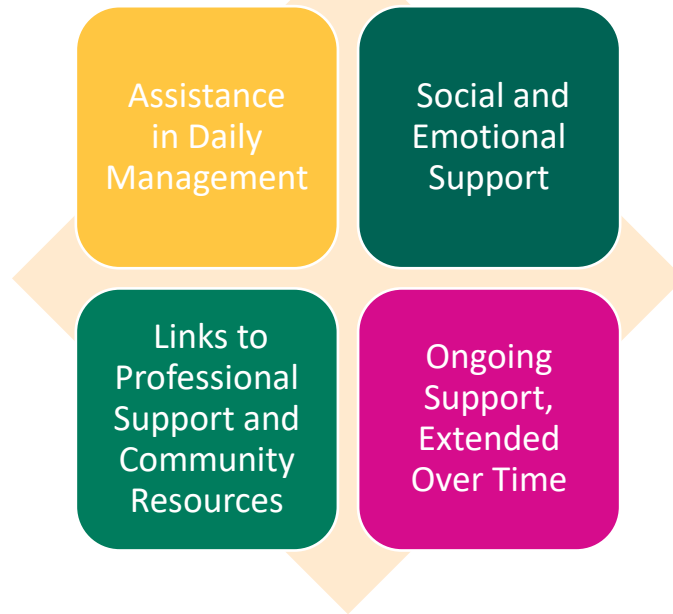 Assistance
in Daily
Management
Social and
Emotional
Support
Links to
Professional
Support and
Community
Resources
Ongoing
Support,
Extended
Over Time